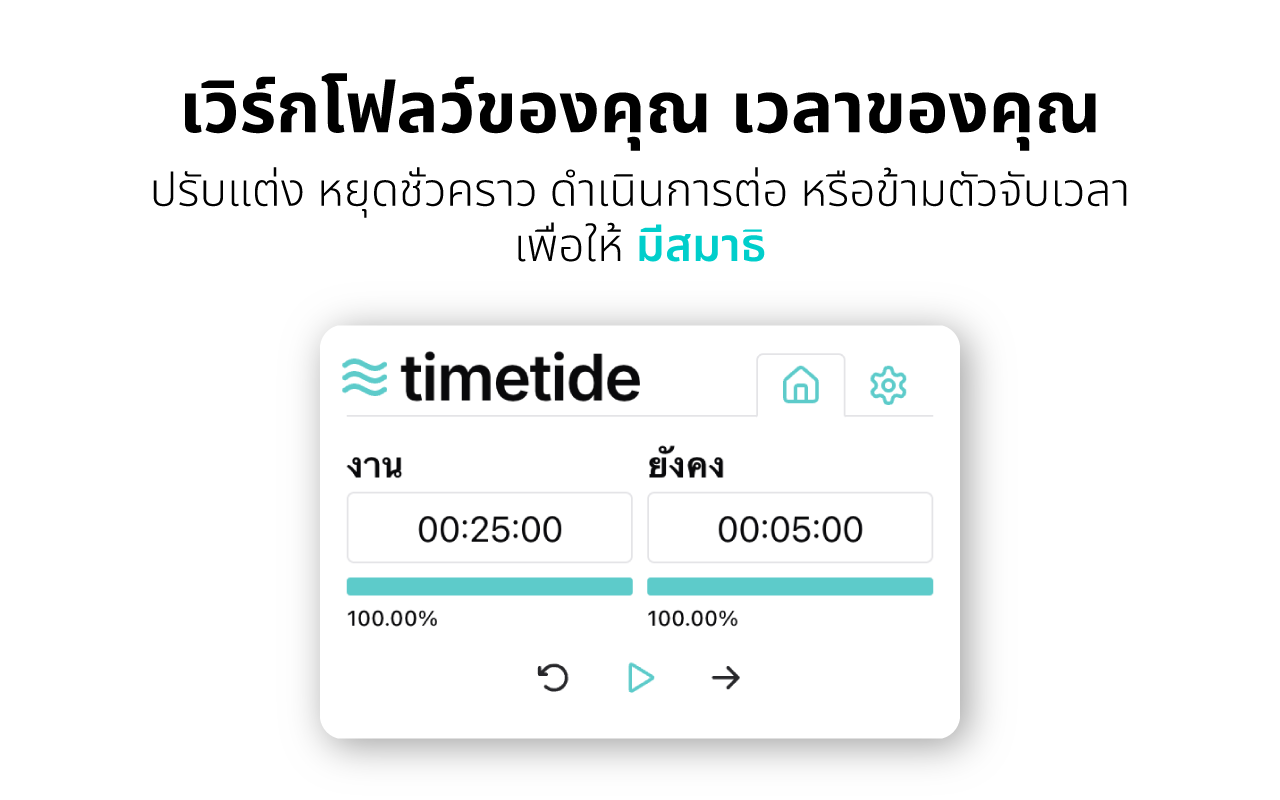 เวิร์กโฟลว์ของคุณ เวลาของคุณ
ปรับแต่ง หยุดชั่วคราว ดำเนินการต่อ หรือข้ามตัวจับเวลา
เพื่อให้ มีสมาธิ
timetide
งาน ยังคง
00:25:00 00:05:00
100.00% 100.00%